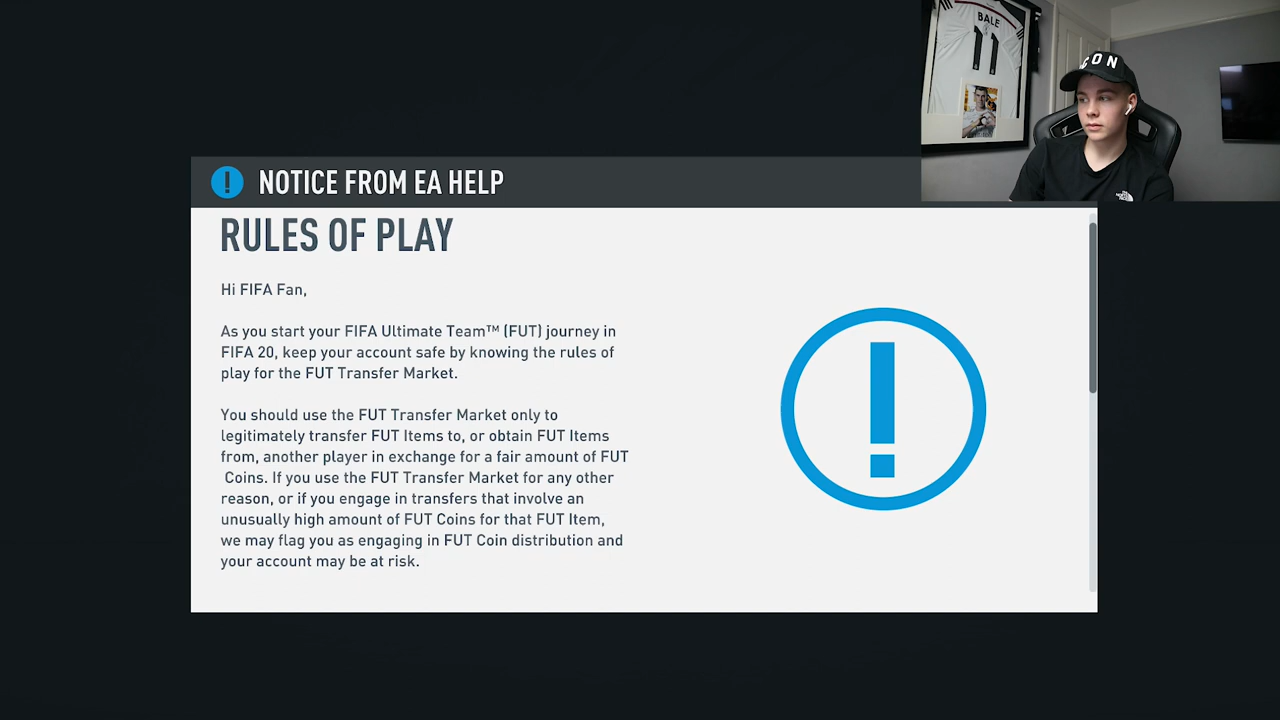 BALE
11
CON
THE
NORTH
FACE
NOTICE FROM EA HELP
RULES OF PLAY
Hi FIFA Fan,
As you start your FIFA Ultimate Team™ (FUT) journey in
FIFA 20, keep your account safe by knowing the rules of
play for the FUT Transfer Market.
You should use the FUT Transfer Market only to
legitimately transfer FUT Items to, or obtain FUT Items
from, another player in exchange for a fair amount of FUT
Coins. If you use the FUT Transfer Market for any other
reason, or if you engage in transfers that involve an
unusually high amount of FUT Coins for that FUT Item,
we may flag you as engaging in FUT Coin distribution and
your account may be at risk.